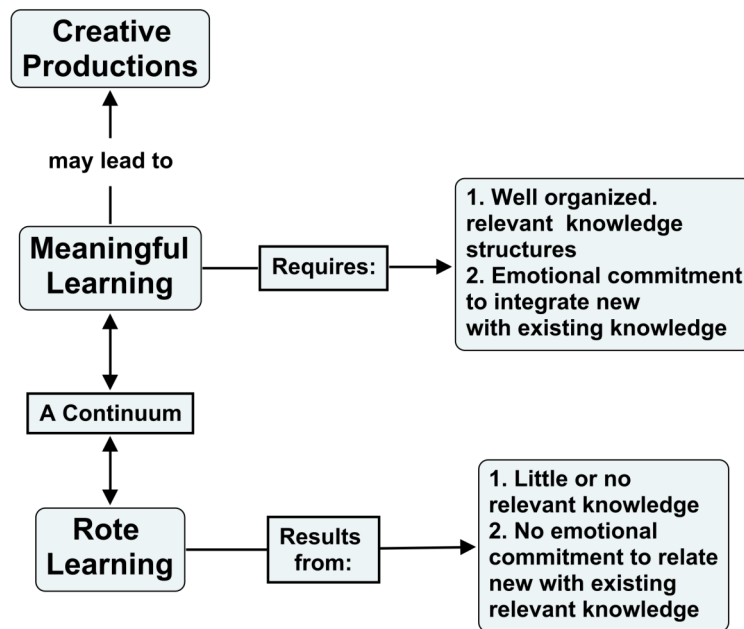 Creative
Productions
may lead to
Meaningful
Learning
Requires:
1. Well organized.
relevant knowledge
structures
2. Emotional commitment
to integrate new
with existing knowledge
A Continuum
Rote
Learning
Results
from:
1. Little or no
relevant knowledge
2. No emotional
commitment to relate
new with existing
relevant knowledge